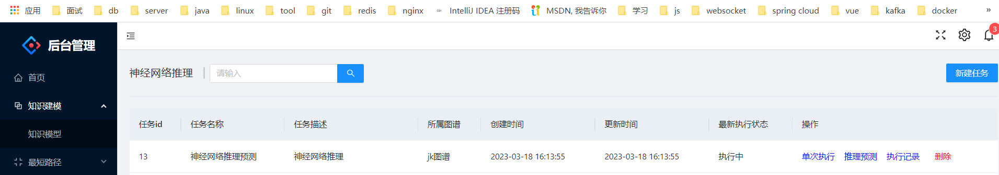 应用 面试 db server java linux tool git redis nginx IntelliJ IDEA 注册码 MSDN, 我告诉你 学习 js websocket spring cloud vue kafka docker »
后台管理
3
首页
知识建模
知识模型
最短路径
神经网络推理 请输入 新建任务
任务id 任务名称 任务描述 所属图谱 创建时间 更新时间 最新执行状态 操作
13 神经网络推理预测 神经网络推理 jk图谱 2023-03-18 16:13:55 2023-03-18 16:13:55 执行中 单次执行 推理预测 执行记录 删除